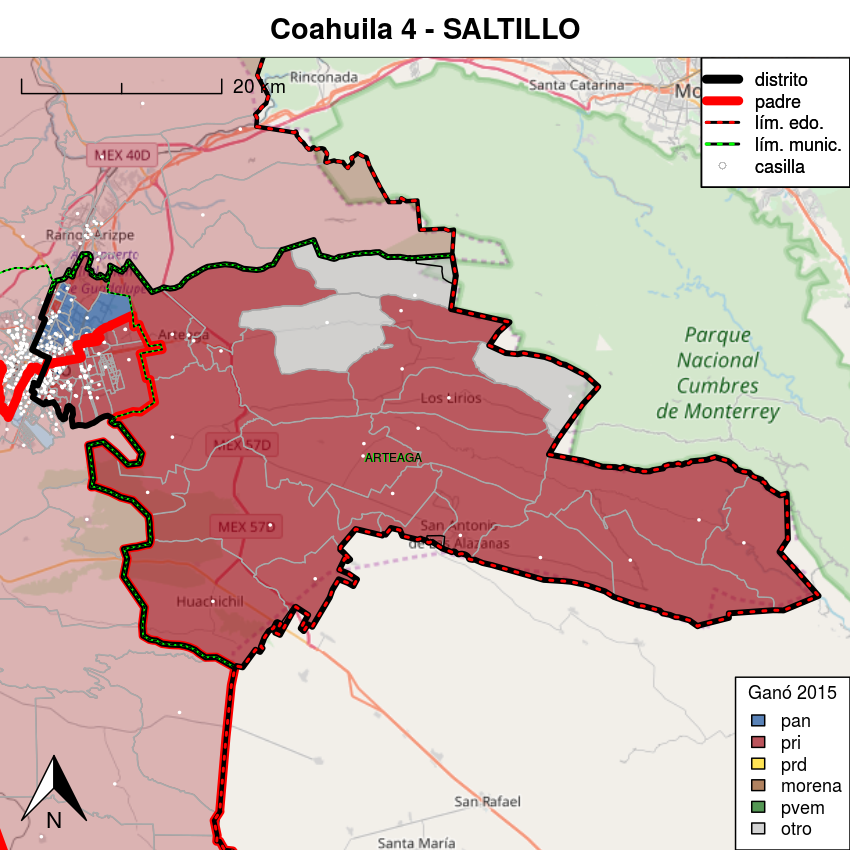 Coahuila 4 - SALTILLO
20 km
Rinconada
Santa Catarina
Mo
distrito
padre
lím. edo.
lím. munic.
casilla
MEX 40D
Ramos Arizpe
de Guadalupe
Arteaga
Parque
Nacional
Cumbres
de Monterrey
Los Lirios
MEX 57D
ARTEAGA
MEX 57D
San Antonio
de las Alazanas
Huachichil
Ganó 2015
pan
pri
prd
morena
pvem
otro
San Rafael
Santa María
N